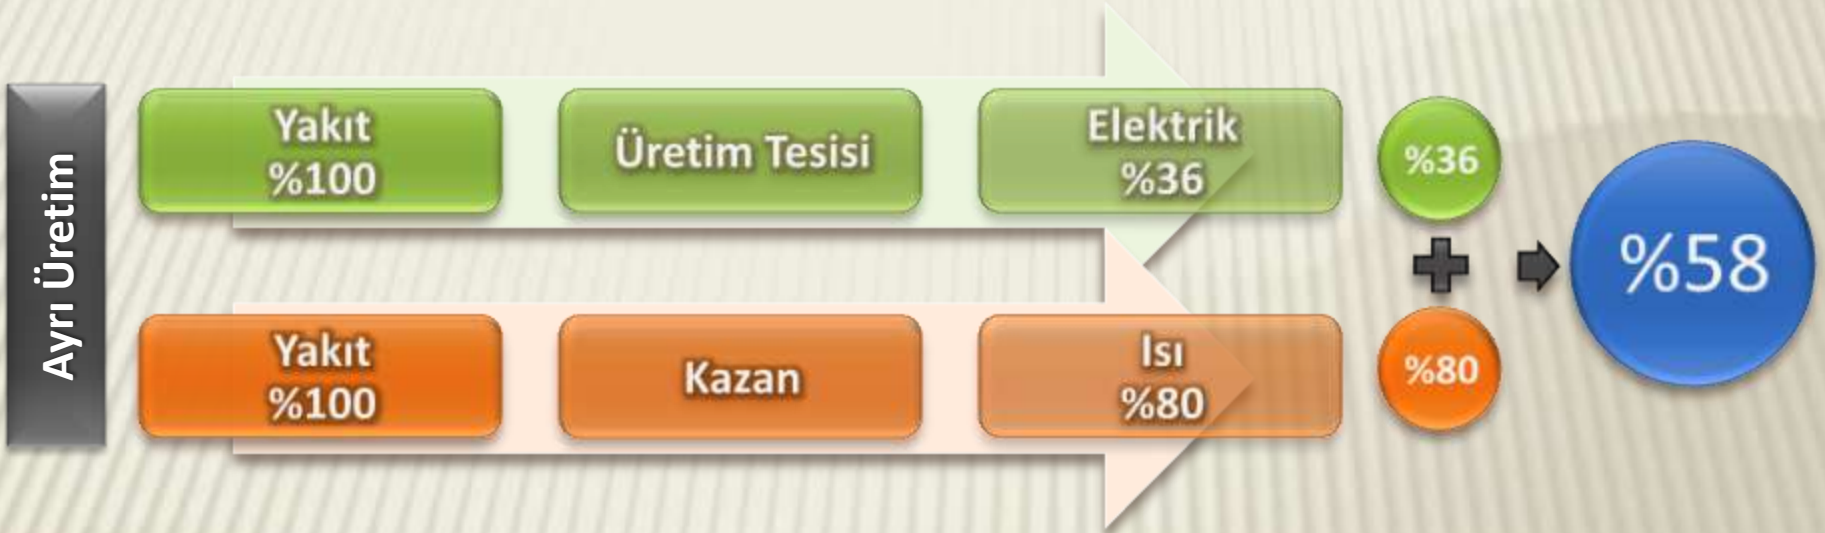 Ayrı Üretim
Yakıt
%100
Üretim Tesisi
Elektrik
%36
%36
Yakıt
%100
Kazan
Isı
%80
%80
%58